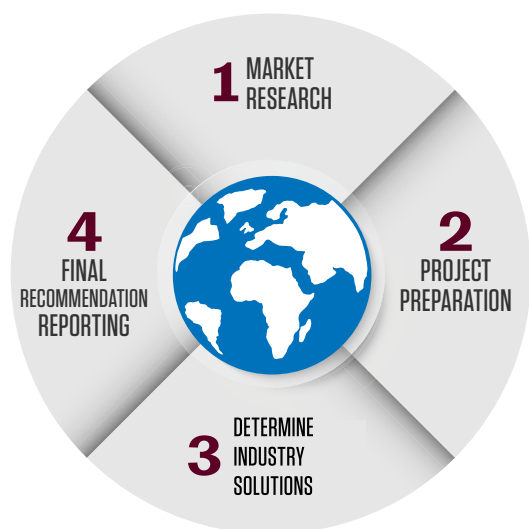 1 MARKET
RESEARCH
2
PROJECT
PREPARATION
3 DETERMINE
INDUSTRY
SOLUTIONS
4
FINAL
RECOMMENDATION
REPORTING